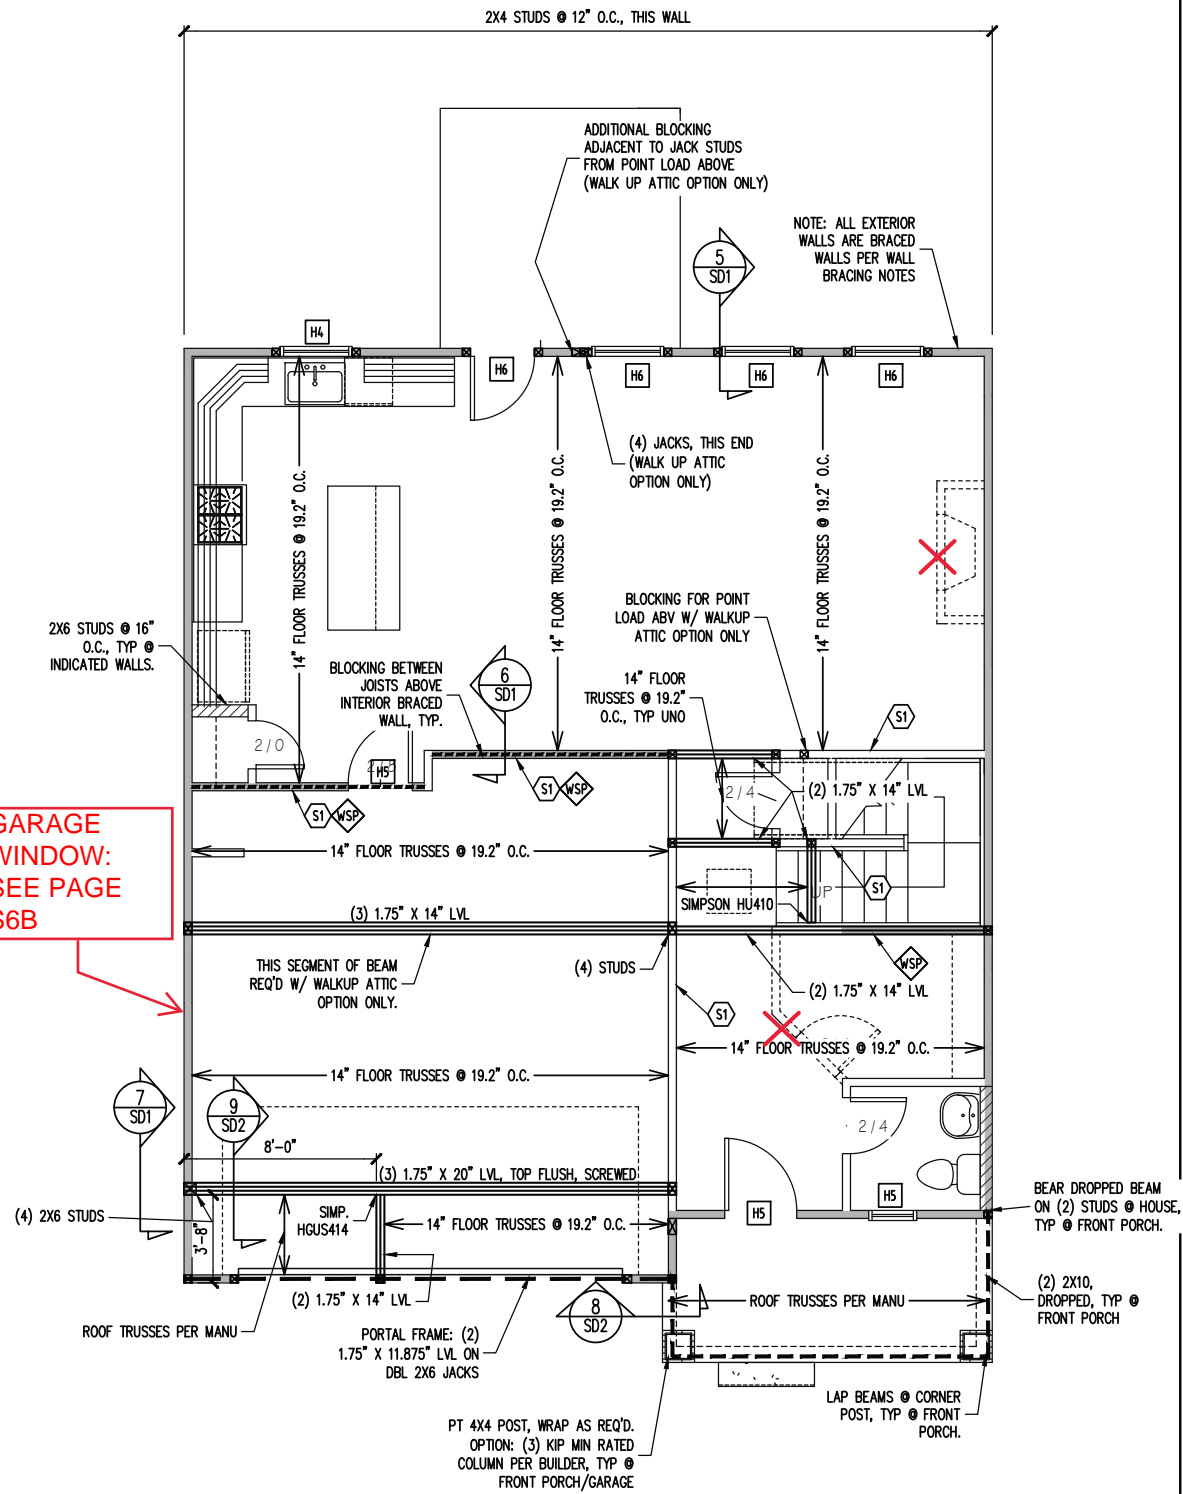 2X4 STUDS @ 12" O.C., THIS WALL
ADDITIONAL BLOCKING
ADJACENT TO JACK STUDS
FROM POINT LOAD ABOVE
(WALK UP ATTIC OPTION ONLY)
NOTE: ALL EXTERIOR
WALLS ARE BRACED
WALLS PER WALL
BRACING NOTES
5
SD1
H4
H6
H6
H6
H6
(4) JACKS, THIS END
(WALK UP ATTIC
OPTION ONLY)
14" FLOOR TRUSSES @ 19.2" O.C.
14" FLOOR TRUSSES @ 19.2" O.C.
14" FLOOR TRUSSES @ 19.2" O.C.
2X6 STUDS @ 16"
O.C., TYP @
INDICATED WALLS.
BLOCKING FOR POINT
LOAD ABV W/ WALKUP
ATTIC OPTION ONLY
BLOCKING BETWEEN
JOISTS ABOVE
INTERIOR BRACED
WALL, TYP.
6
SD1
14" FLOOR
TRUSSES @ 19.2"
O.C., TYP UNO
S1
2/0
H5
S1
WSP
S1
WSP
2/4
(2) 1.75" X 14" LVL
GARAGE
WINDOW:
SEE PAGE
S6B
14" FLOOR TRUSSES @ 19.2" O.C.
S1
UP
SIMPSON HU410
(3) 1.75" X 14" LVL
THIS SEGMENT OF BEAM
REQ'D W/ WALKUP ATTIC
OPTION ONLY.
(4) STUDS
WSP
(2) 1.75" X 14" LVL
S1
14" FLOOR TRUSSES @ 19.2" O.C.
14" FLOOR TRUSSES @ 19.2" O.C.
7
SD1
9
SD2
2/4
8'-0"
(3) 1.75" X 20" LVL, TOP FLUSH, SCREWED
(4) 2X6 STUDS
3'-8"
SIMP.
HGUS414
14" FLOOR TRUSSES @ 19.2" O.C.
H5
H5
BEAR DROPPED BEAM
ON (2) STUDS @ HOUSE,
TYP @ FRONT PORCH.
(2) 1.75" X 14" LVL
8
SD2
ROOF TRUSSES PER MANU
(2) 2X10,
DROPPED, TYP @
FRONT PORCH
ROOF TRUSSES PER MANU
PORTAL FRAME: (2)
1.75" X 11.875" LVL ON
DBL 2X6 JACKS
LAP BEAMS @ CORNER
POST, TYP @ FRONT
PORCH.
PT 4X4 POST, WRAP AS REQ'D.
OPTION: (3) KIP MIN RATED
COLUMN PER BUILDER, TYP @
FRONT PORCH/GARAGE